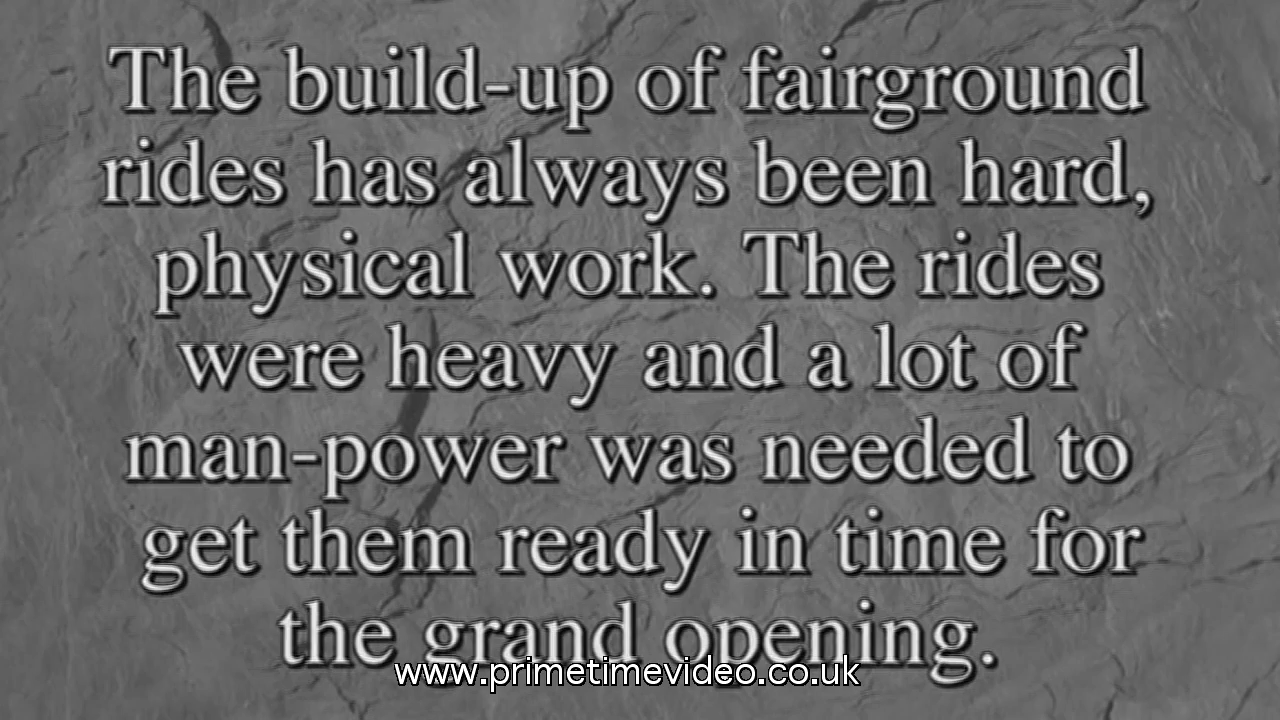 The build-up of fairground
rides has always been hard,
physical work. The rides
were heavy and a lot of
man-power was needed to
get them ready in time for
the grand opening.
www.primetimevideo.co.uk